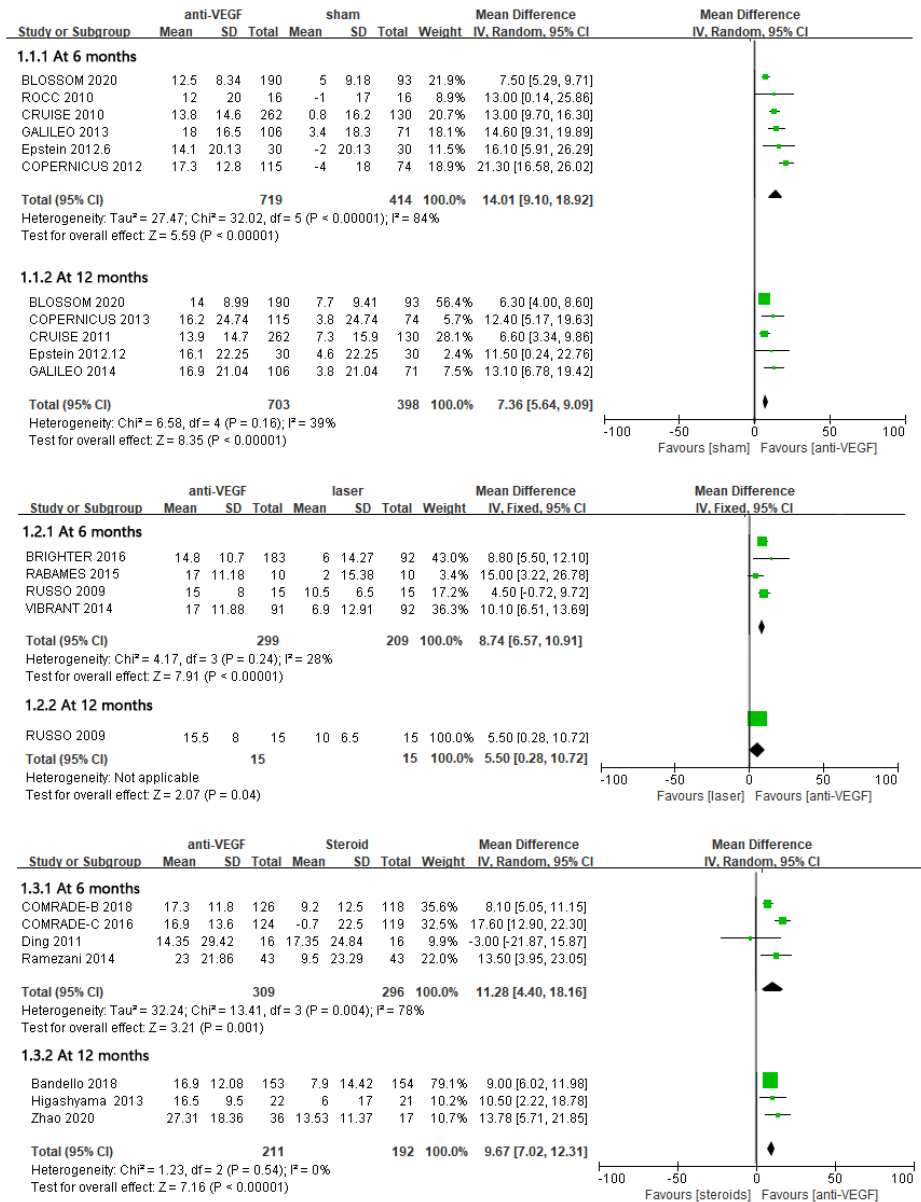 anti-VEGF sham Mean Difference Mean Difference
Study or Subgroup Mean SD Total Mean SD Total Weight IV, Random, 95% CI IV, Random, 95% CI
1.1.1 At 6 months
BLOSSOM 2020 12.5 8.34 190 5 9.18 93 21.9% 7.50 [5.29, 9.71]
ROCC 2010 12 20 16 -1 17 16 8.9% 13.00 [0.14, 25.86]
CRUISE 2010 13.8 14.6 262 0.8 16.2 130 20.7% 13.00 [9.70, 16.30]
GALILEO 2013 18 16.5 106 3.4 18.3 71 18.1% 14.60 [9.31, 19.89]
Epstein 2012.6 14.1 20.13 30 -2 20.13 30 11.5% 16.10 [5.91, 26.29]
COPERNICUS 2012 17.3 12.8 115 -4 18 74 18.9% 21.30 [16.58, 26.02]
Total (95% CI) 719 414 100.0% 14.01 [9.10, 18.92]
Heterogeneity: Tau² = 27.47; Chi² = 32.02, df = 5 (P < 0.00001); I² = 84%
Test for overall effect: Z = 5.59 (P < 0.00001)
1.1.2 At 12 months
BLOSSOM 2020 14 8.99 190 7.7 9.41 93 56.4% 6.30 [4.00, 8.60]
COPERNICUS 2013 16.2 24.74 115 3.8 24.74 74 5.7% 12.40 [5.17, 19.63]
CRUISE 2011 13.9 14.7 262 7.3 15.9 130 28.1% 6.60 [3.34, 9.86]
Epstein 2012.12 16.1 22.25 30 4.6 22.25 30 2.4% 11.50 [0.24, 22.76]
GALILEO 2014 16.9 21.04 106 3.8 21.04 71 7.5% 13.10 [6.78, 19.42]
Total (95% CI) 703 398 100.0% 7.36 [5.64, 9.09]
Heterogeneity: Chi² = 6.58, df = 4 (P = 0.16); I² = 39%
Test for overall effect: Z = 8.35 (P < 0.00001)
-100 -50 0 50 100
Favours [sham] Favours [anti-VEGF]
anti-VEGF laser Mean Difference Mean Difference
Study or Subgroup Mean SD Total Mean SD Total Weight IV, Fixed, 95% CI IV, Fixed, 95% CI
1.2.1 At 6 months
BRIGHTER 2016 14.8 10.7 183 6 14.27 92 43.0% 8.80 [5.50, 12.10]
RABAMES 2015 17 11.18 10 2 15.38 10 3.4% 15.00 [3.22, 26.78]
RUSSO 2009 15 8 15 10.5 6.5 15 17.2% 4.50 [-0.72, 9.72]
VIBRANT 2014 17 11.88 91 6.9 12.91 92 36.3% 10.10 [6.51, 13.69]
Total (95% CI) 299 209 100.0% 8.74 [6.57, 10.91]
Heterogeneity: Chi² = 4.17, df = 3 (P = 0.24); I² = 28%
Test for overall effect: Z = 7.91 (P < 0.00001)
1.2.2 At 12 months
RUSSO 2009 15.5 8 15 10 6.5 15 100.0% 5.50 [0.28, 10.72]
Total (95% CI) 15 15 100.0% 5.50 [0.28, 10.72]
Heterogeneity: Not applicable
Test for overall effect: Z = 2.07 (P = 0.04)
-100 -50 0 50 100
Favours [laser] Favours [anti-VEGF]
anti-VEGF Steroid Mean Difference Mean Difference
Study or Subgroup Mean SD Total Mean SD Total Weight IV, Random, 95% CI IV, Random, 95% CI
1.3.1 At 6 months
COMRADE-B 2018 17.3 11.8 126 9.2 12.5 118 35.6% 8.10 [5.05, 11.15]
COMRADE-C 2016 16.9 13.6 124 -0.7 22.5 119 32.5% 17.60 [12.90, 22.30]
Ding 2011 14.35 29.42 16 17.35 24.84 16 9.9% -3.00 [-21.87, 15.87]
Ramezani 2014 23 21.86 43 9.5 23.29 43 22.0% 13.50 [3.95, 23.05]
Total (95% CI) 309 296 100.0% 11.28 [4.40, 18.16]
Heterogeneity: Tau² = 32.24; Chi² = 13.41, df = 3 (P = 0.004); I² = 78%
Test for overall effect: Z = 3.21 (P = 0.001)
1.3.2 At 12 months
Bandello 2018 16.9 12.08 153 7.9 14.42 154 79.1% 9.00 [6.02, 11.98]
Higashyama 2013 16.5 9.5 22 6 17 21 10.2% 10.50 [2.22, 18.78]
Zhao 2020 27.31 18.36 36 13.53 11.37 17 10.7% 13.78 [5.71, 21.85]
Total (95% CI) 211 192 100.0% 9.67 [7.02, 12.31]
Heterogeneity: Chi² = 1.23, df = 2 (P = 0.54); I² = 0%
Test for overall effect: Z = 7.16 (P < 0.00001)
-100 -50 0 50 100
Favours [steroids] Favours [anti-VEGF]